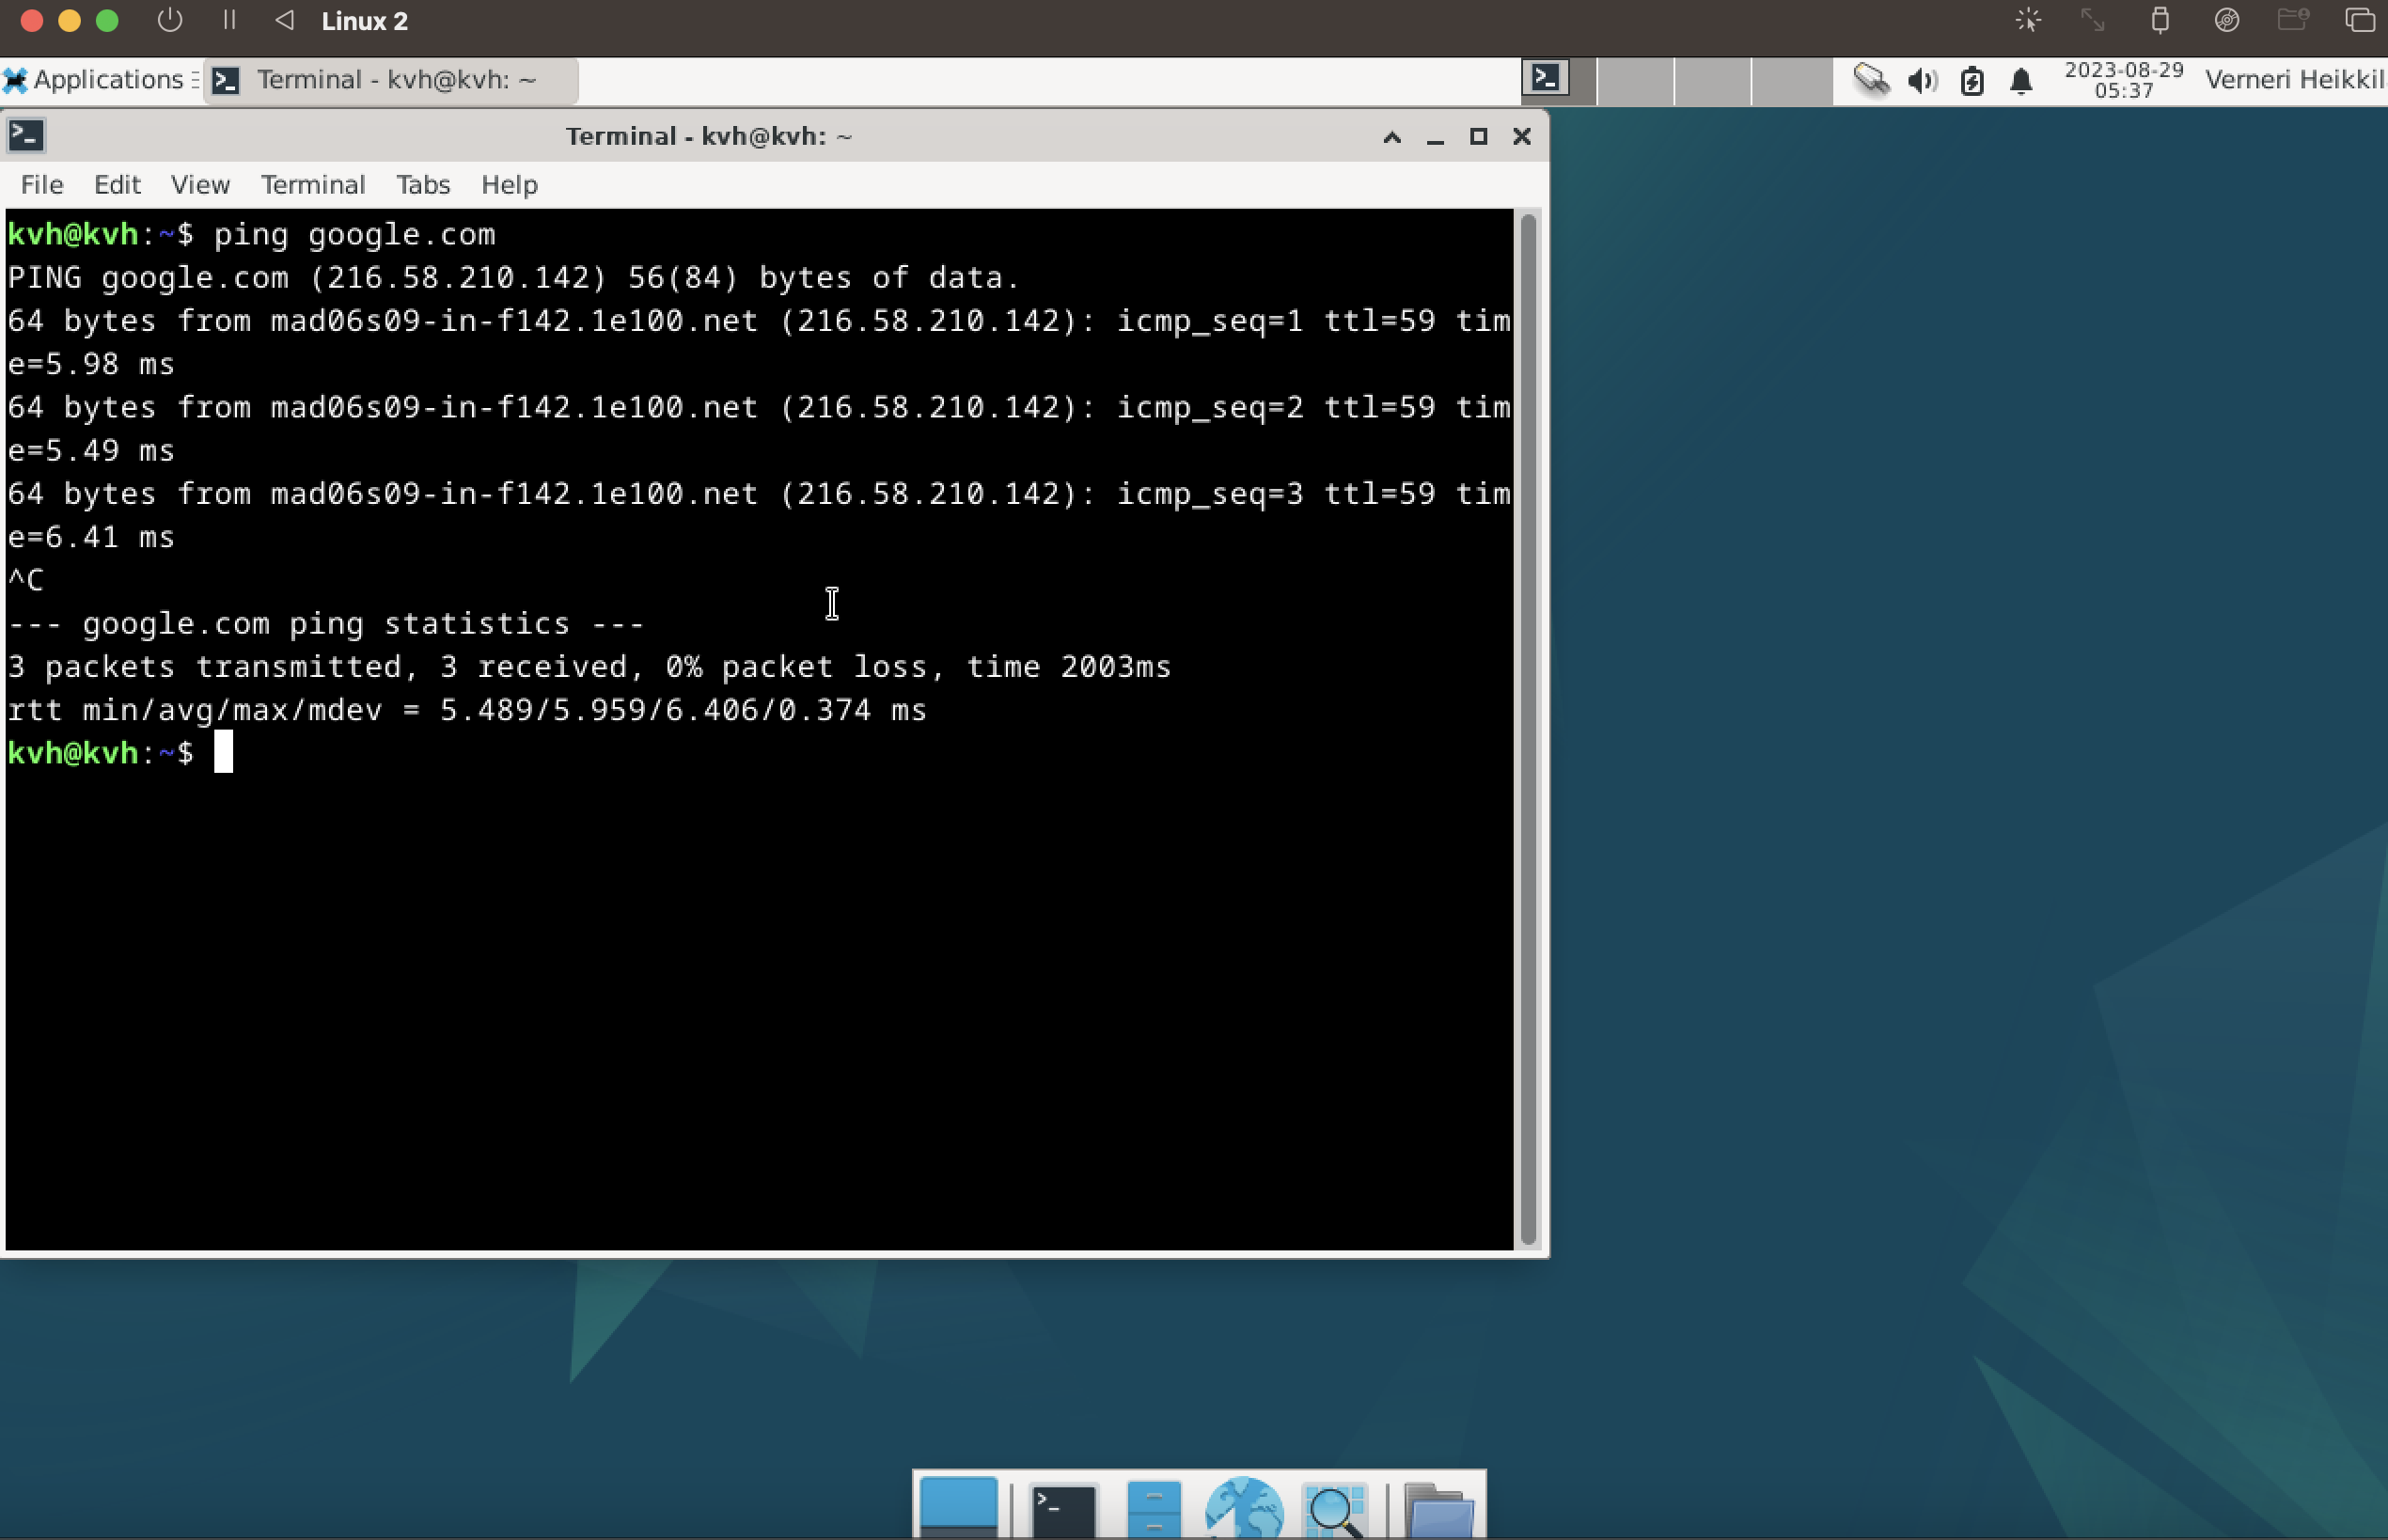 Linux 2
Applications Terminal - kvh@kvh: ~
2023-08-29
05:37
Verneri Heikkil
Terminal - kvh@kvh: ~
File Edit View Terminal Tabs Help
kvh@kvh:~$ ping google.com
PING google.com (216.58.210.142) 56(84) bytes of data.
64 bytes from mad06s09-in-f142.1e100.net (216.58.210.142): icmp_seq=1 ttl=59 tim
e=5.98 ms
64 bytes from mad06s09-in-f142.1e100.net (216.58.210.142): icmp_seq=2 ttl=59 tim
e=5.49 ms
64 bytes from mad06s09-in-f142.1e100.net (216.58.210.142): icmp_seq=3 ttl=59 tim
e=6.41 ms
^C
--- google.com ping statistics ---
3 packets transmitted, 3 received, 0% packet loss, time 2003ms
rtt min/avg/max/mdev = 5.489/5.959/6.406/0.374 ms
kvh@kvh:~$